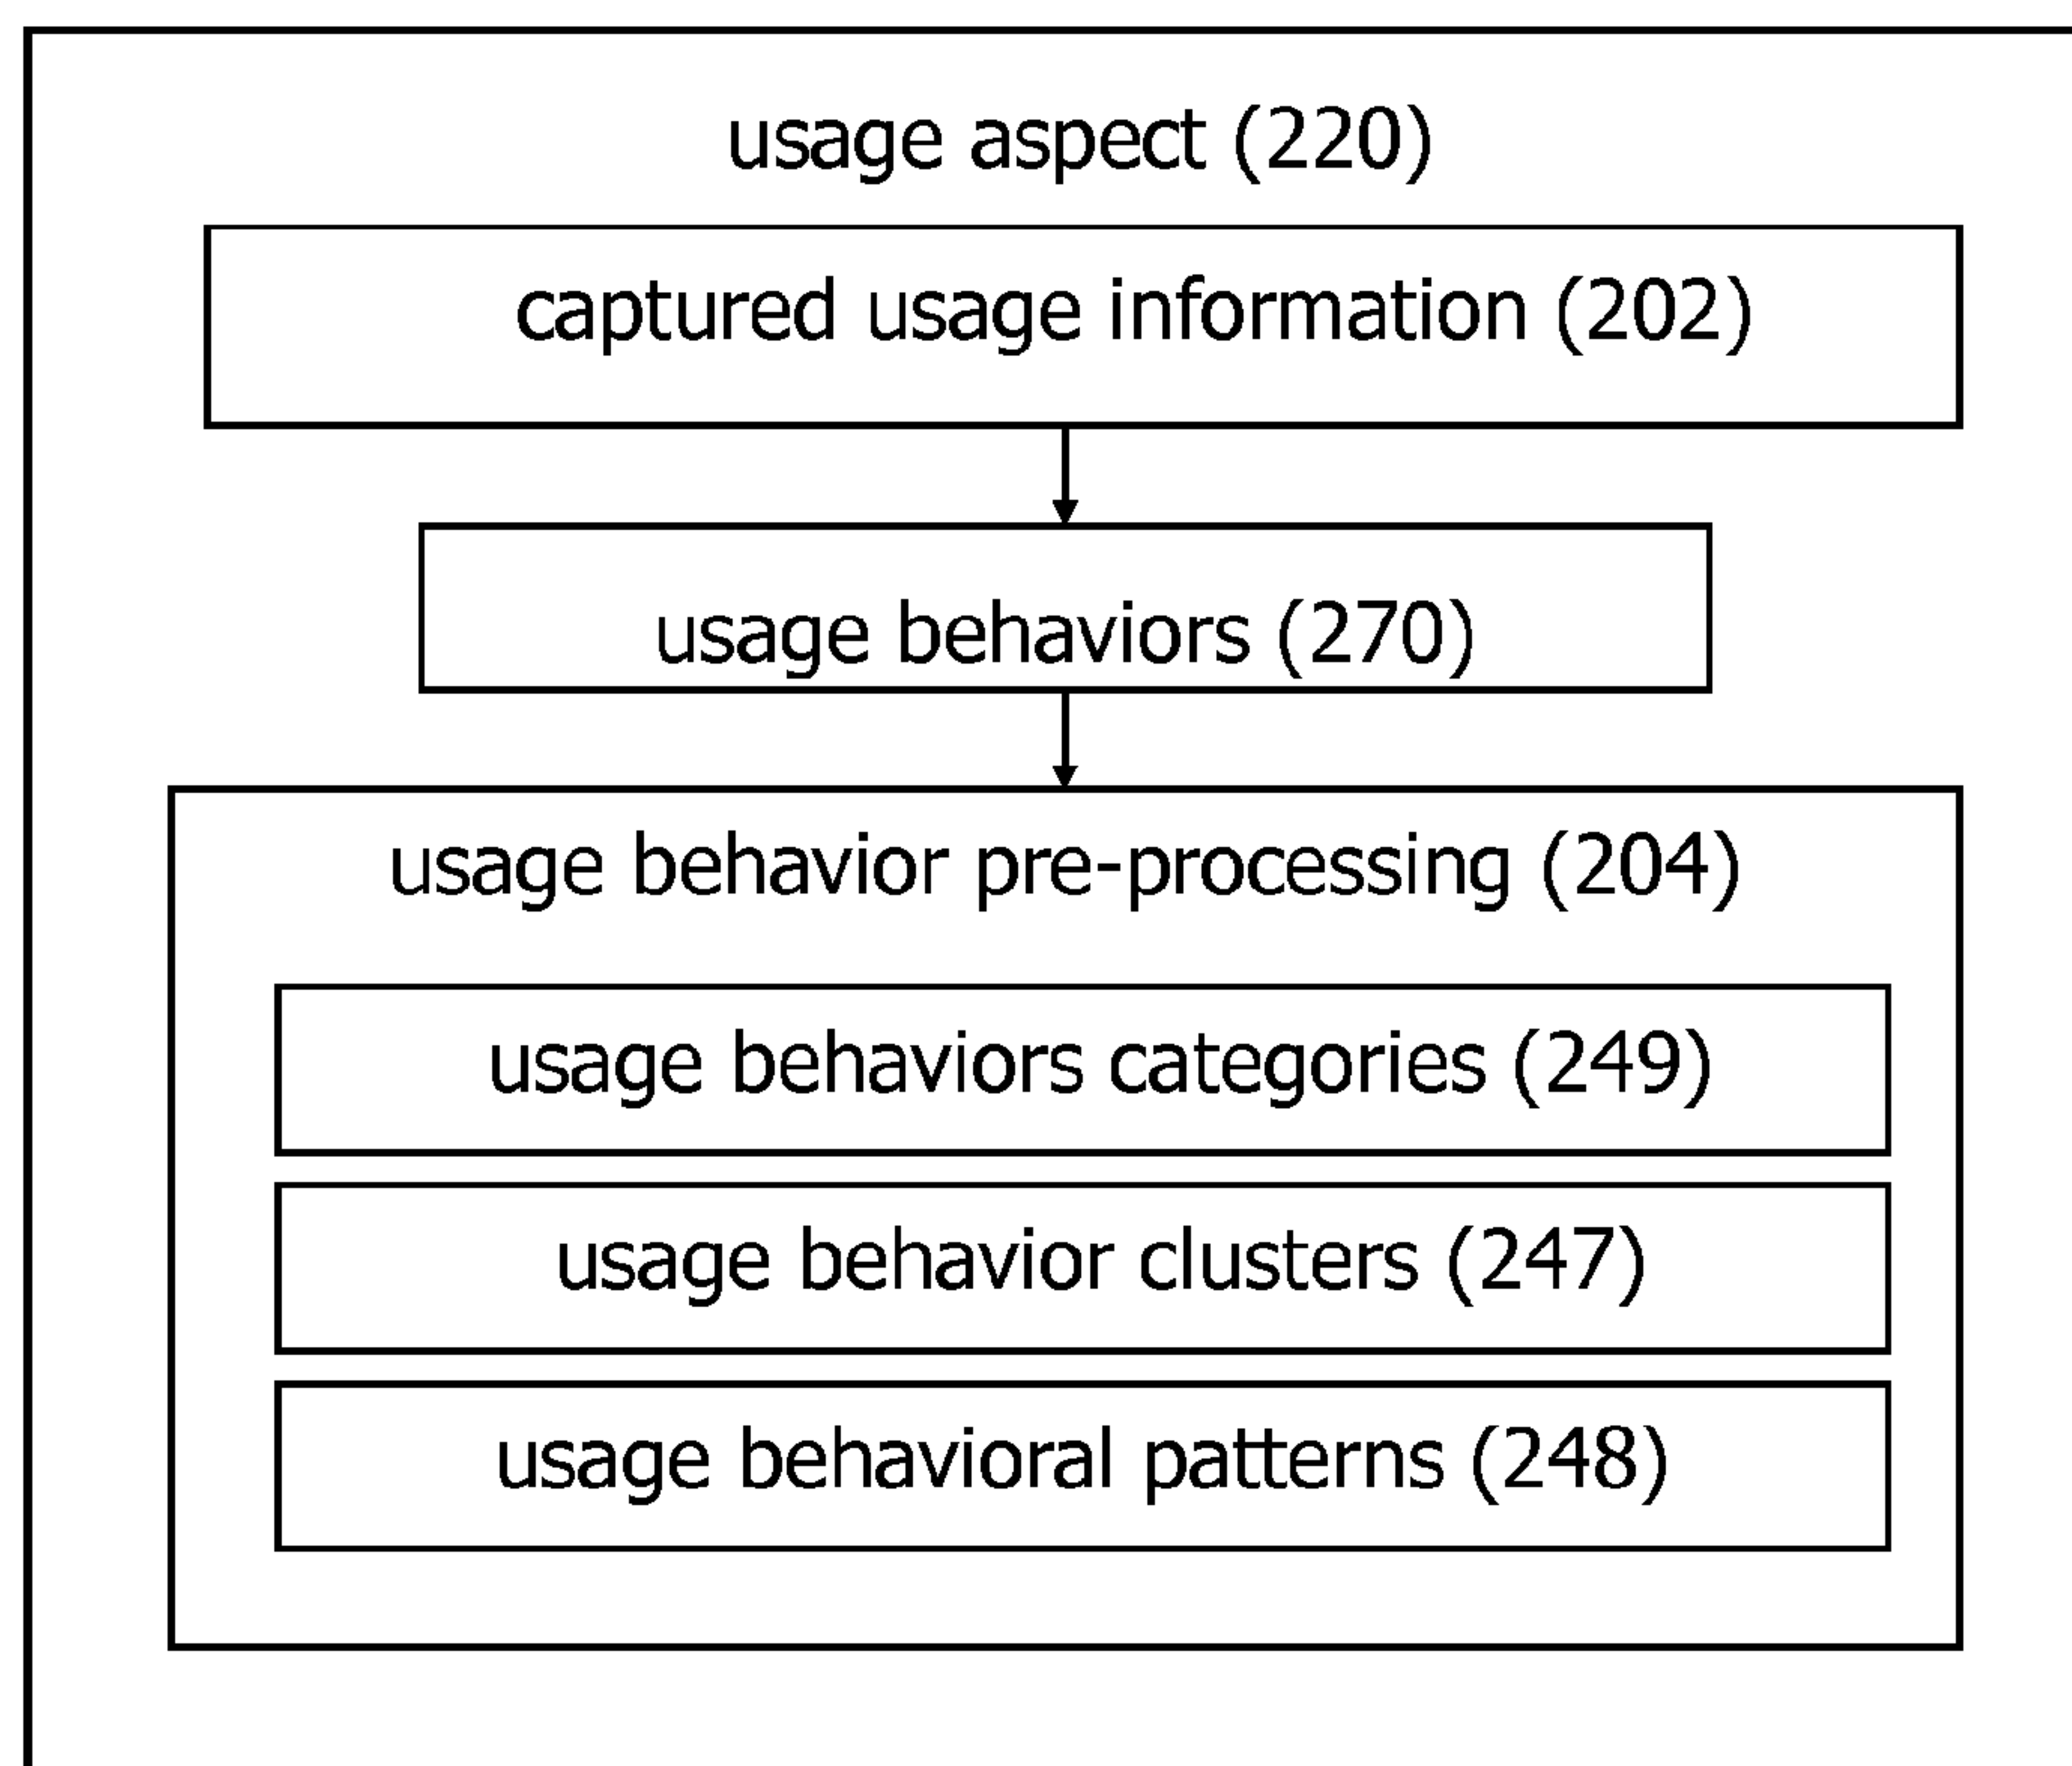 usage aspect (220)
captured usage information (202)
usage behaviors (270)
usage behavior pre-processing (204)
usage behaviors categories (249)
usage behavior clusters (247)
usage behavioral patterns (248)